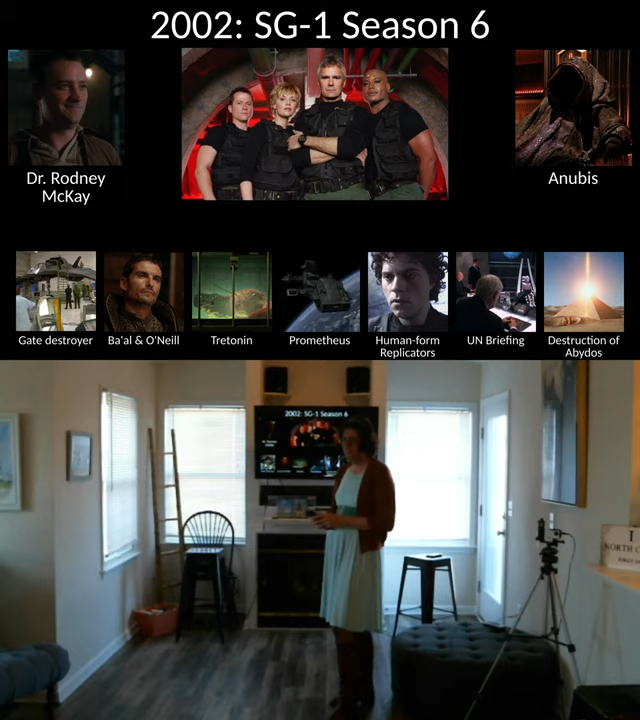 2002: SG-1 Season 6
Dr. Rodney
McKay
Anubis
Gate destroyer
Ba'al & O'Neill
Tretonin
Prometheus
Human-form
Replicators
UN Briefing
Destruction of
Abydos
2002: SG-1 Season 6
NORTH C